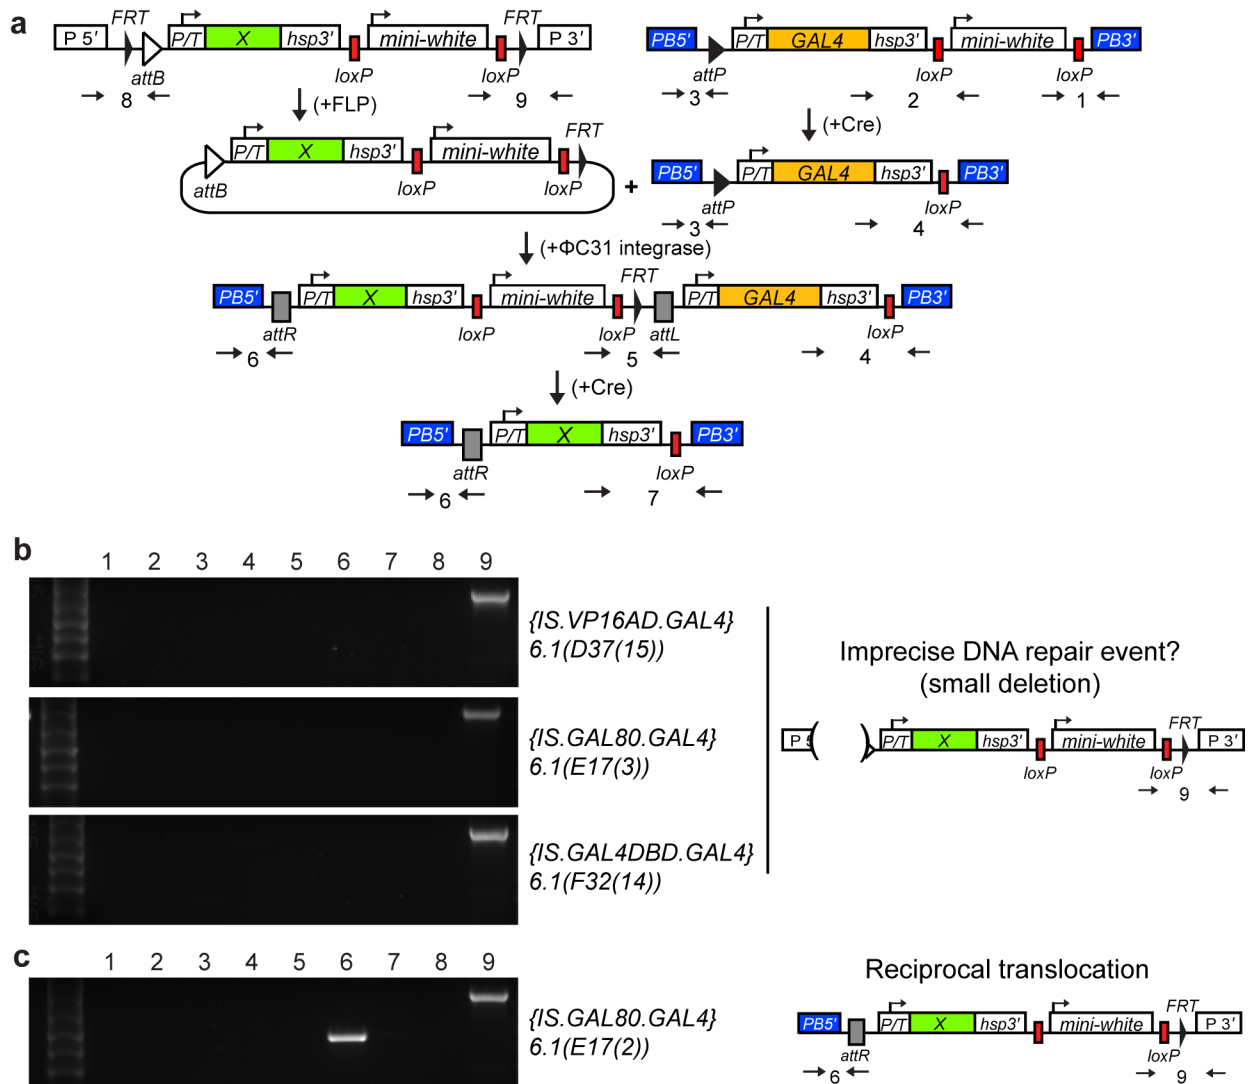 a
FRT FRT
P 5′ P/T X hsp3′ mini-white P 3′
attB loxP loxP
8 9
(+FLP)
PB5′ P/T GAL4 hsp3′ mini-white PB3′
attP loxP loxP
3 2 1
(+Cre)
FRT
P/T X hsp3′ mini-white
attB loxP loxP
+
PB5′ P/T GAL4 hsp3′ PB3′
attP loxP
3 4
(+ΦC31 integrase)
FRT
PB5′ P/T X hsp3′ mini-white P/T GAL4 hsp3′ PB3′
attR loxP loxP attL loxP
6 5 4
(+Cre)
PB5′ P/T X hsp3′ PB3′
attR loxP
6 7
b
1 2 3 4 5 6 7 8 9
{IS.VP16AD.GAL4}
6.1(D37(15))
{IS.GAL80.GAL4}
6.1(E17(3))
{IS.GAL4DBD.GAL4}
6.1(F32(14))
Imprecise DNA repair event?
(small deletion)
FRT
P 5 ( ) P/T X hsp3′ mini-white P 3′
loxP loxP
9
c
1 2 3 4 5 6 7 8 9
{IS.GAL80.GAL4}
6.1(E17(2))
Reciprocal translocation
FRT
PB5′ P/T X hsp3′ mini-white P 3′
attR loxP
6 9